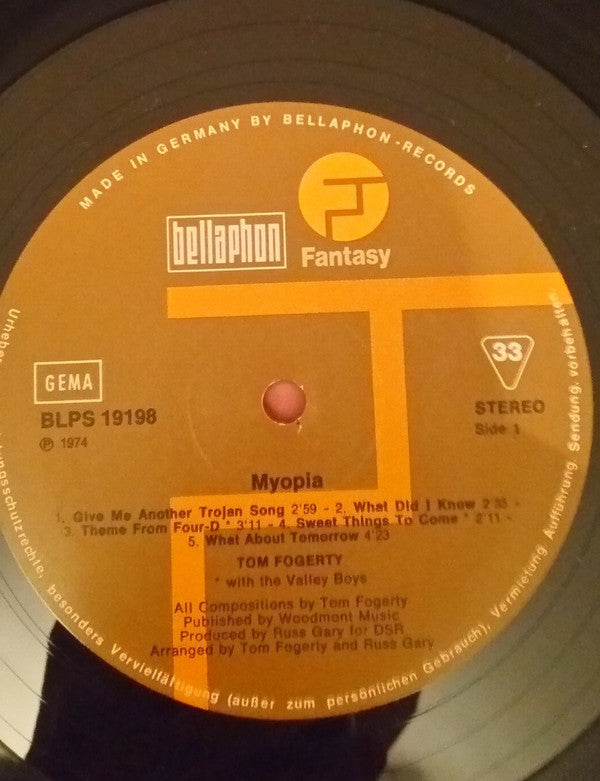 MADE IN GERMANY BY BELLAPHON-RECORDS
bellaphon
Fantasy
33
GEMA
BLPS 19198
STEREO
℗ 1974
Side 1
Myopia
1. Give Me Another Trojan Song 2'59 - 2. What Did I Know 2'35 -
3. Theme From Four-D * 3'11 - 4. Sweet Things To Come * 2'11 -
5. What About Tomorrow 4'23
TOM FOGERTY
* with the Valley Boys
All Compositions by Tom Fogerty
Published by Woodmont Music
Produced by Russ Gary for DSR
Arranged by Tom Fogerty and Russ Gary
Urheber
ungsschutzrechte, besonders Vervielfältigung (außer zum persönlichen Gebrauch), Vermietung, Aufführung, Sendung, vorbehalten.